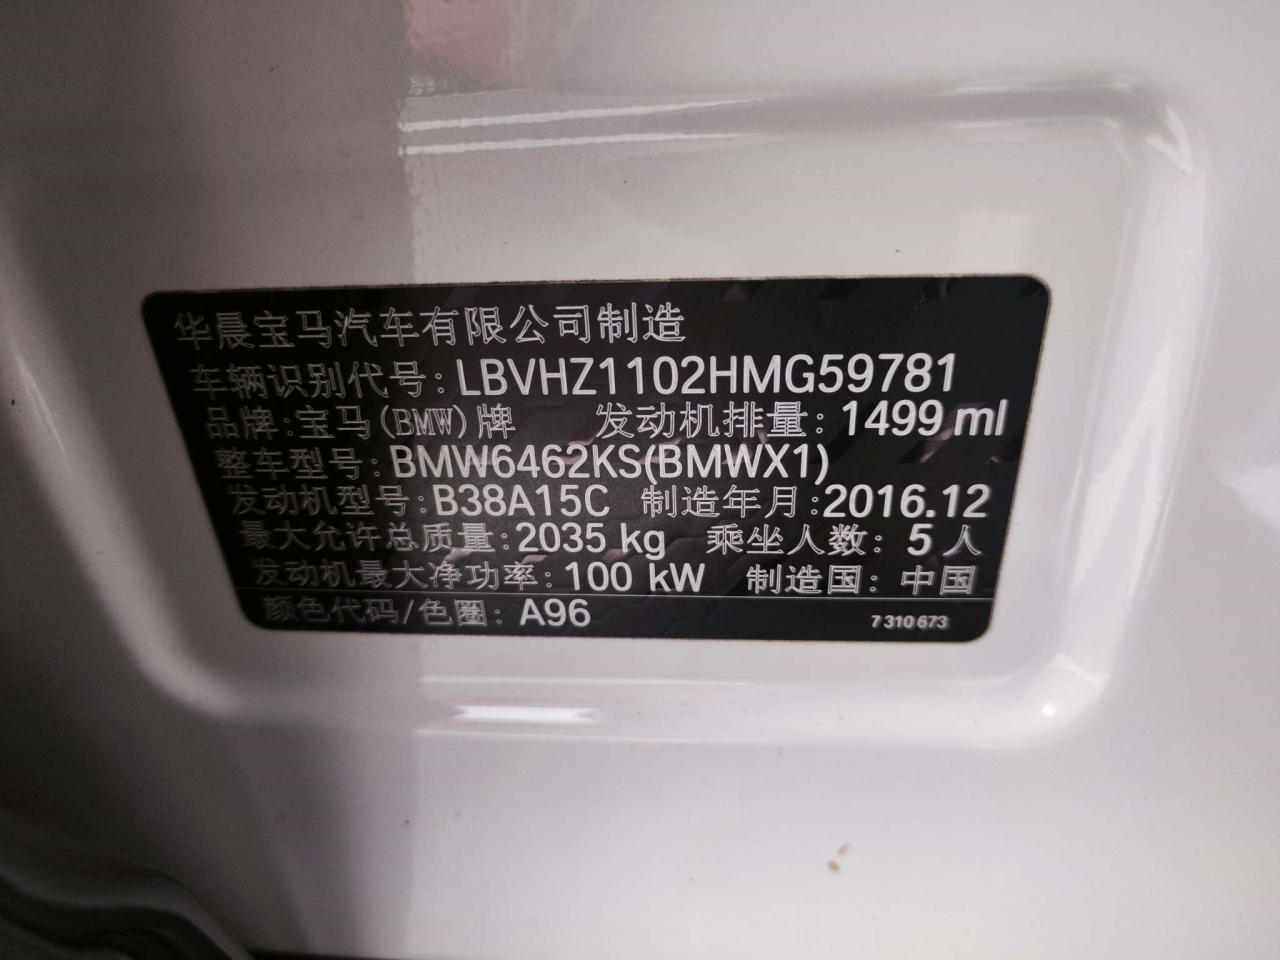 华晨宝马汽车有限公司制造
车辆识别代号: LBVHZ1102HMG59781
品牌: 宝马(BMW)牌 发动机排量: 1499 ml
整车型号: BMW6462KS(BMWX1)
发动机型号: B38A15C 制造年月: 2016.12
最大允许总质量: 2035 kg 乘坐人数: 5 人
发动机最大净功率: 100 kW 制造国: 中国
颜色代码/色圈: A96 7 310 673